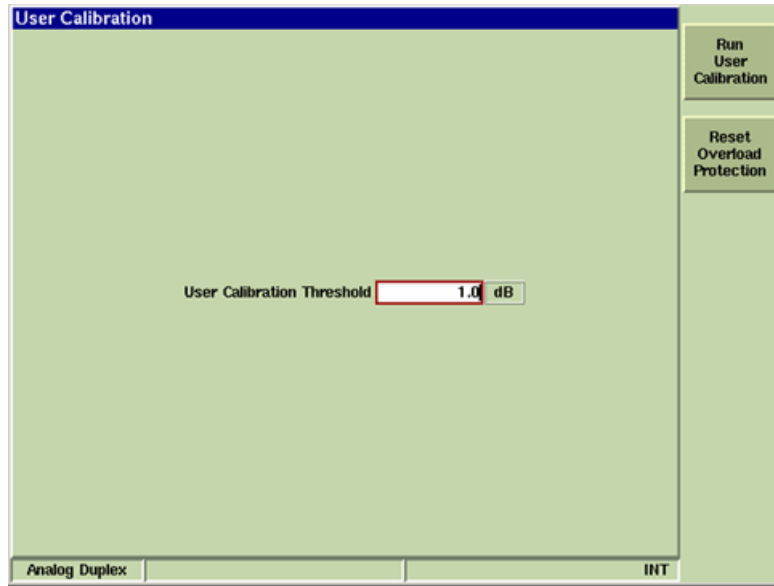 User Calibration
Run
User
Calibration
Reset
Overload
Protection
User Calibration Threshold 1.0 dB
Analog Duplex INT